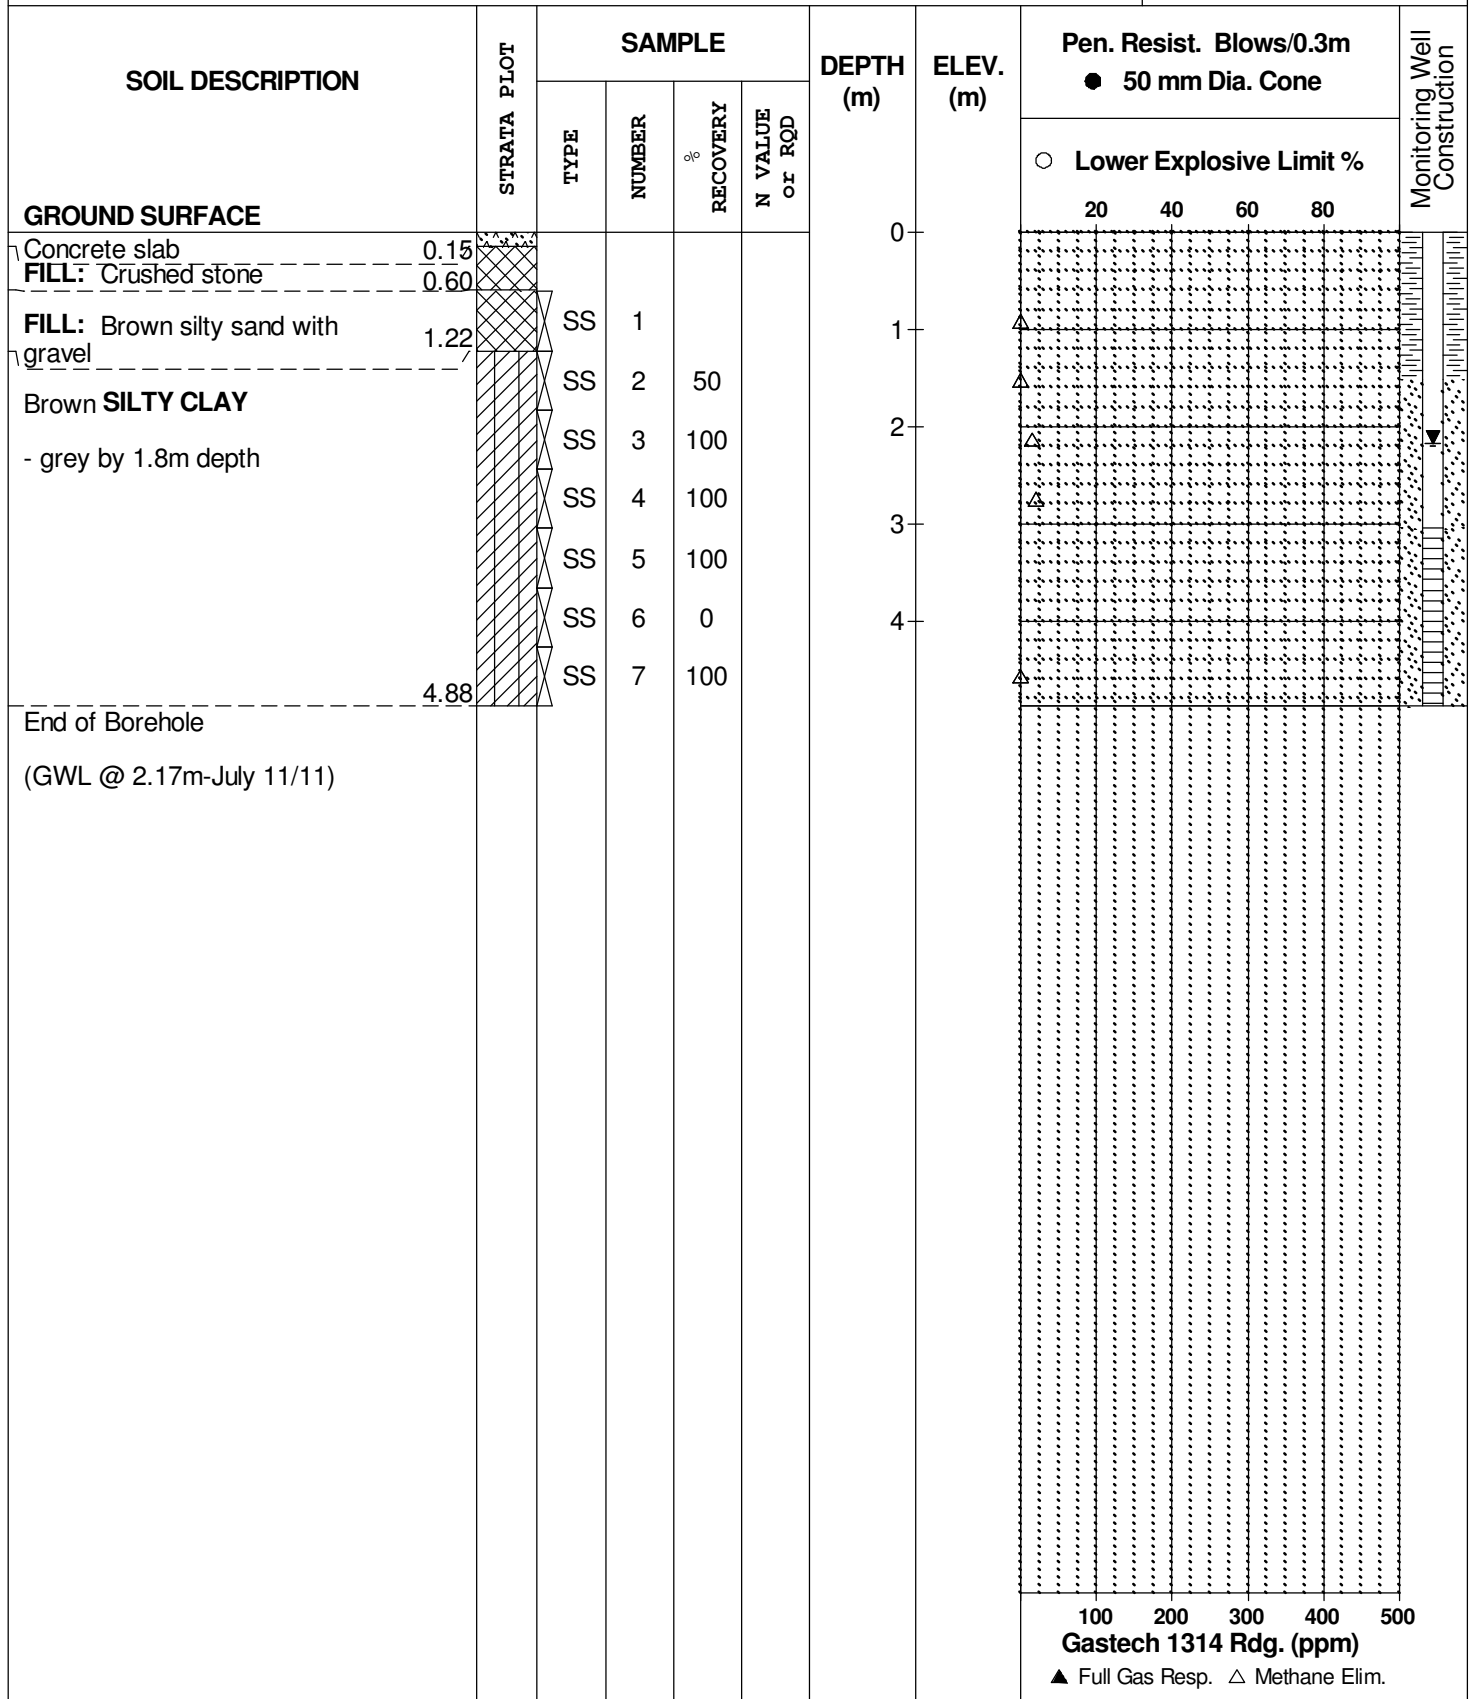 SOIL DESCRIPTION
STRATA PLOT
SAMPLE
TYPE
NUMBER
% RECOVERY
N VALUE or RQD
DEPTH
(m)
ELEV.
(m)
Pen. Resist. Blows/0.3m
● 50 mm Dia. Cone
○ Lower Explosive Limit %
20 40 60 80
Monitoring Well
Construction
GROUND SURFACE
0
Concrete slab 0.15
FILL: Crushed stone 0.60
FILL: Brown silty sand with
gravel 1.22
SS 1
1
Brown SILTY CLAY
SS 2 50
2
- grey by 1.8m depth
SS 3 100
SS 4 100
3
SS 5 100
SS 6 0
4
SS 7 100
4.88
End of Borehole
(GWL @ 2.17m-July 11/11)
100 200 300 400 500
Gastech 1314 Rdg. (ppm)
▲ Full Gas Resp. △ Methane Elim.